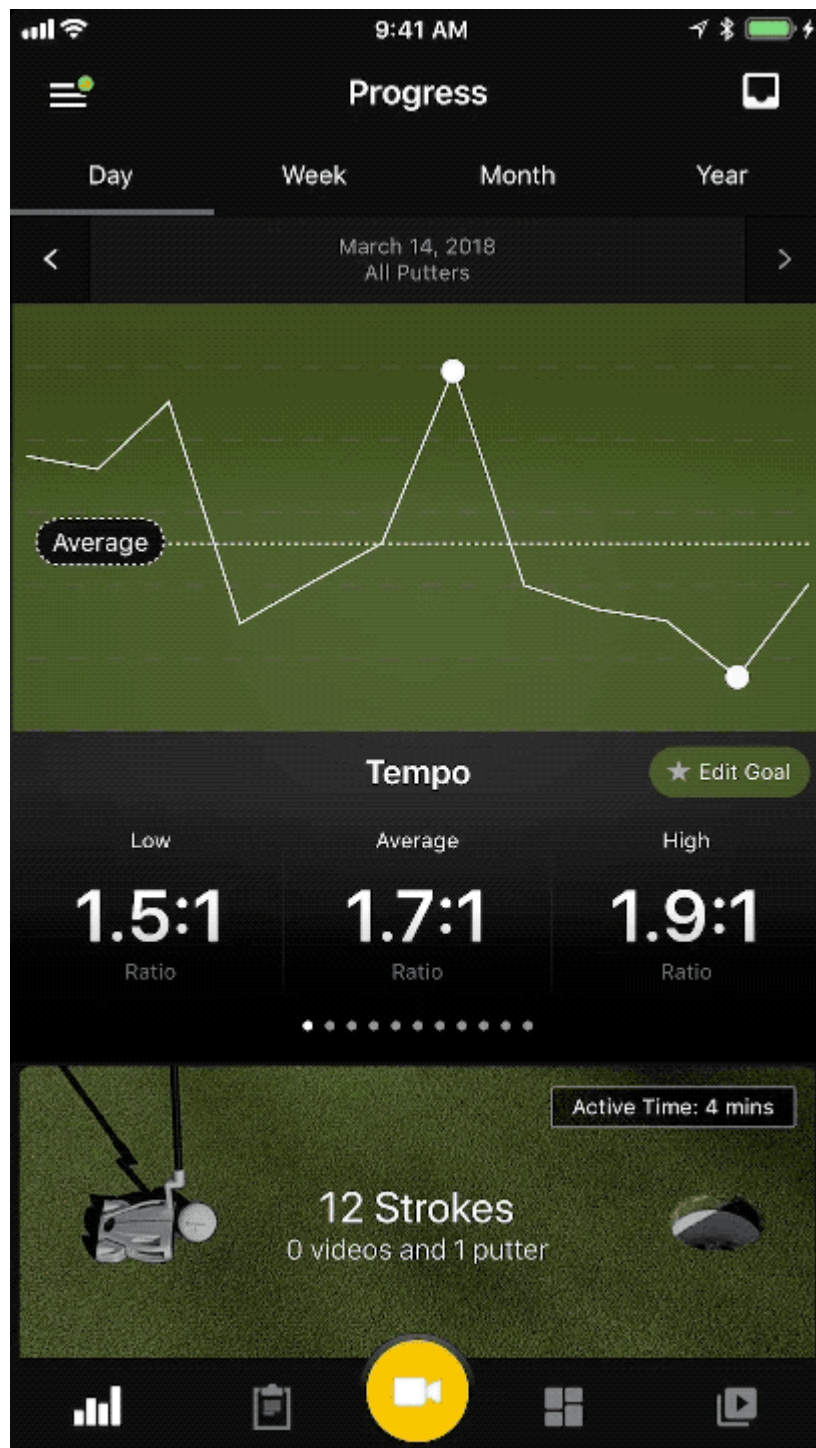 9:41 AM
Progress
Day Week Month Year
March 14, 2018
All Putters
Average
Tempo
Edit Goal
Low Average High
1.5:1 1.7:1 1.9:1
Ratio Ratio Ratio
Active Time: 4 mins
12 Strokes
0 videos and 1 putter